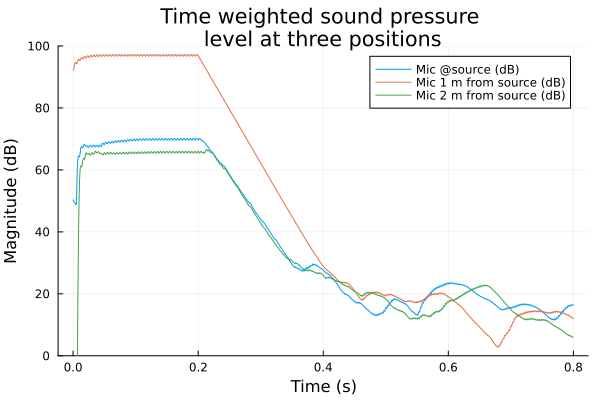 Time weighted sound pressure
level at three positions
Mic @source (dB)
Mic 1 m from source (dB)
Mic 2 m from source (dB)
Magnitude (dB)
100
80
60
40
20
0
0.0 0.2 0.4 0.6 0.8
Time (s)